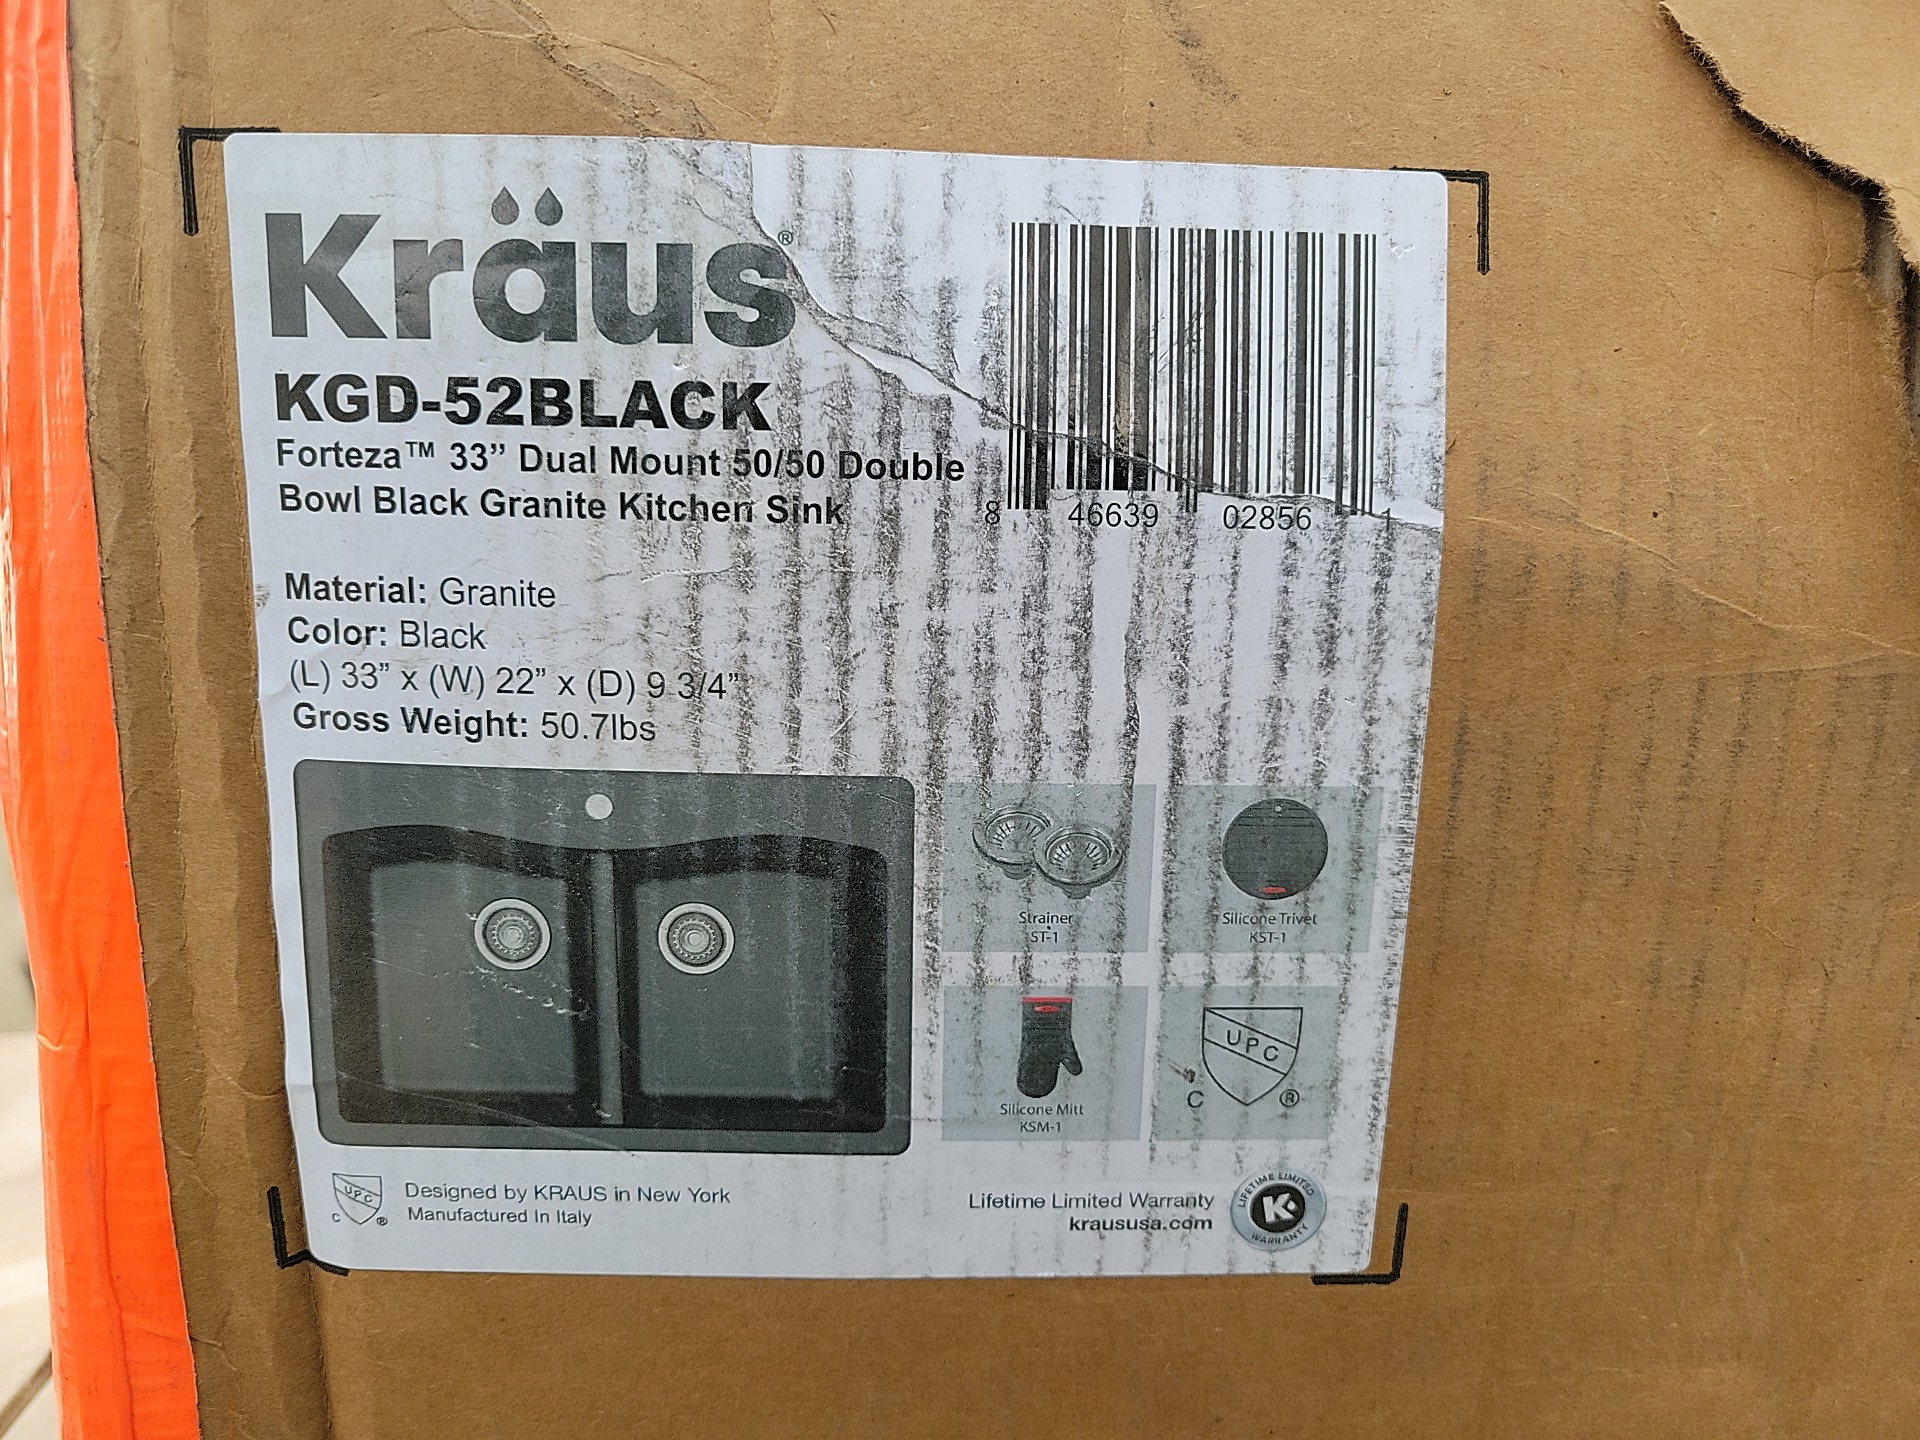 Kräus®
KGD-52BLACK
Forteza™ 33” Dual Mount 50/50 Double
Bowl Black Granite Kitchen Sink
8 46639 02856 1
Material: Granite
Color: Black
(L) 33” x (W) 22” x (D) 9 3/4”
Gross Weight: 50.7lbs
Strainer
ST-1
Silicone Trivet
KST-1
Silicone Mitt
KSM-1
UPC
C ®
UPC
C ®
Designed by KRAUS in New York
Manufactured In Italy
Lifetime Limited Warranty
kraususa.com
LIFETIME LIMITED
K
WARRANTY